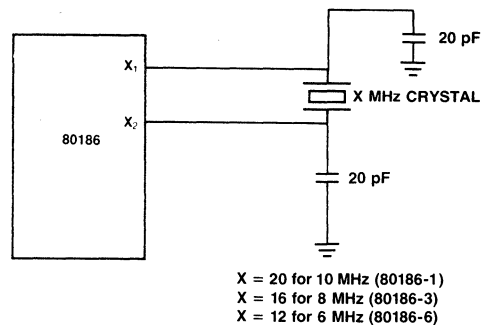 20 pF
X₁
X MHz CRYSTAL
X₂
80186
20 pF
X = 20 for 10 MHz (80186-1)
X = 16 for 8 MHz (80186-3)
X = 12 for 6 MHz (80186-6)